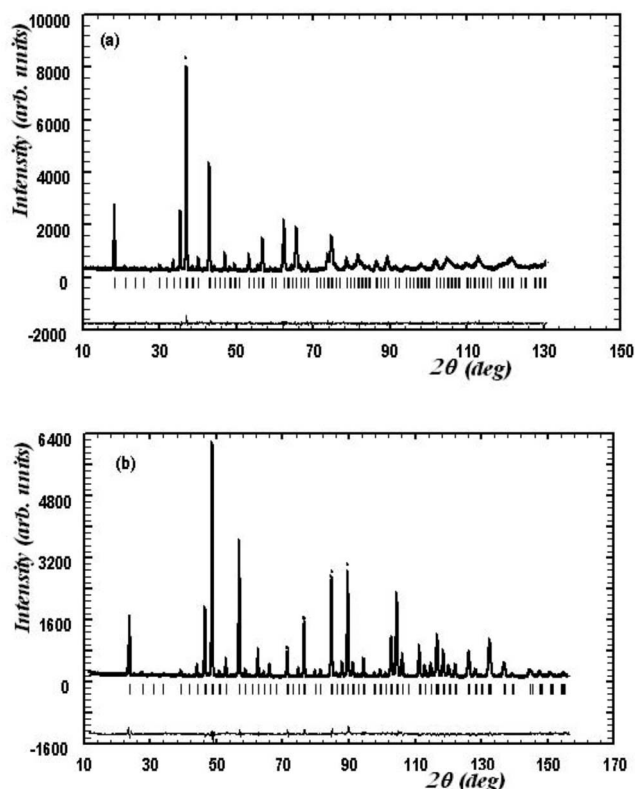 10000
(a)
8000
6000
4000
2000
0
-2000
Intensity (arb. units)
10 30 50 70 90 110 130 150
2θ (deg)
6400
(b)
4800
3200
1600
0
-1600
Intensity (arb. units)
10 30 50 70 90 110 130 150 170
2θ (deg)